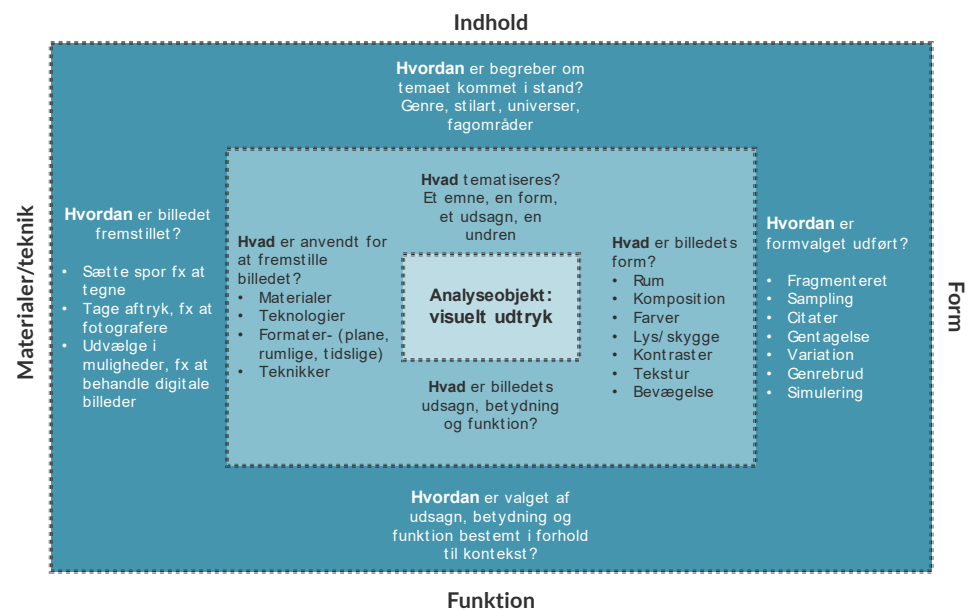 Indhold
Hvordan er begreber om
temaet kommet i stand?
Genre, stilart, universer,
fagområder
Hvad tematiseres?
Et emne, en form,
et udsagn, en
undren
Materialer/teknik
Hvordan er billedet
fremstillet?
• Sætte spor fx at
tegne
• Tage aftryk, fx at
fotografere
• Udvælge i
muligheder, fx at
behandle digitale
billeder
Hvad er anvendt for
at fremstille
billedet?
• Materialer
• Teknologier
• Formater- (plane,
rumlige, tidslige)
• Teknikker
Analyseobjekt:
visuelt udtryk
Hvad er billedets
form?
• Rum
• Komposition
• Farver
• Lys/ skygge
• Kontraster
• Tekstur
• Bevægelse
Hvordan er
formvalget udført?
• Fragmenteret
• Sampling
• Citater
• Gentagelse
• Variation
• Genrebrud
• Simulering
Form
Hvad er billedets
udsagn, betydning
og funktion?
Hvordan er valget af
udsagn, betydning og
funktion bestemt i forhold
til kontekst?
Funktion